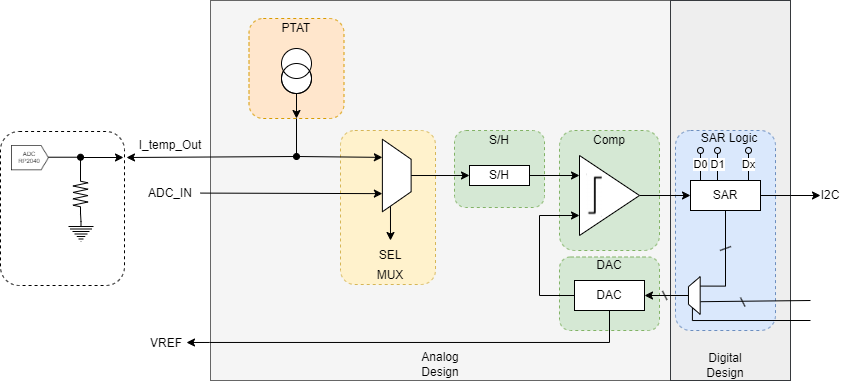 PTAT
ADC
RP2040
I_temp_Out
ADC_IN
SEL
MUX
S/H
S/H
Comp
SAR Logic
D0 D1 Dx
SAR
I2C
DAC
DAC
VREF
Analog
Design
Digital
Design